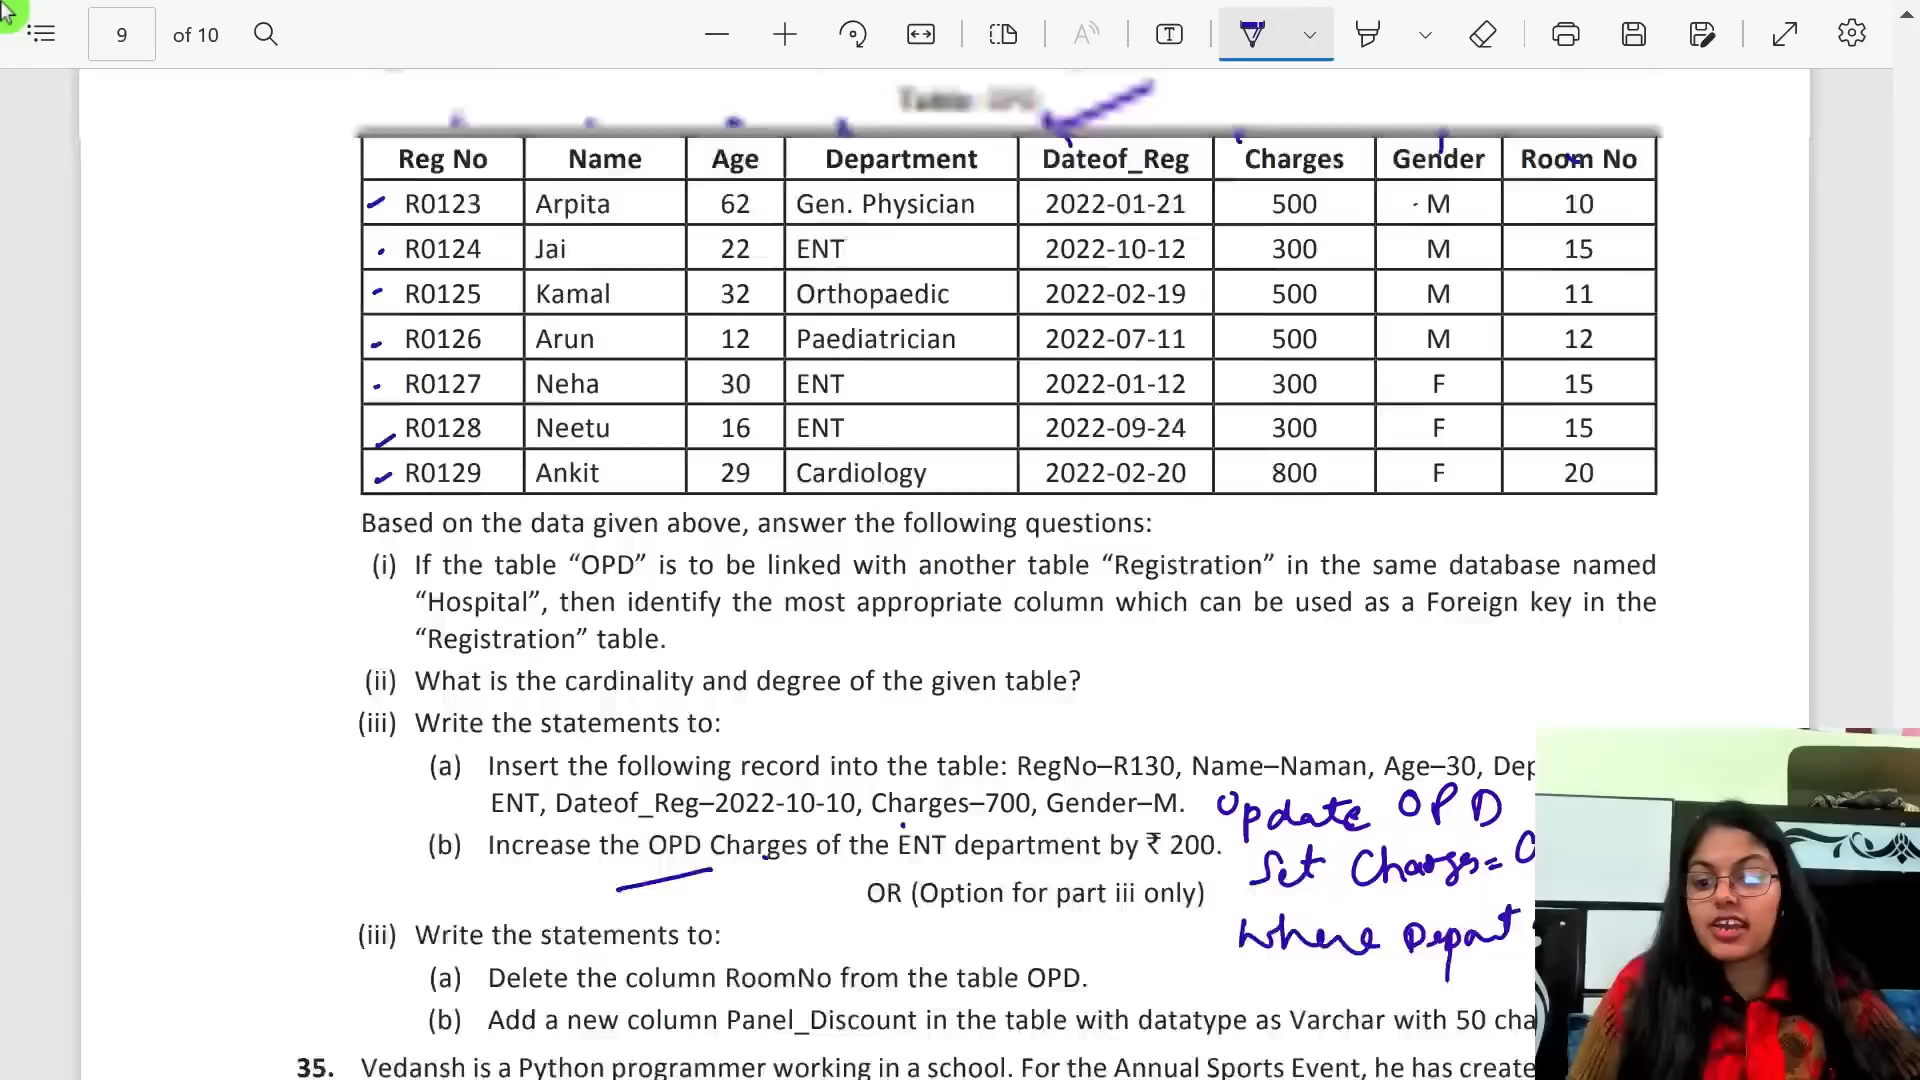 9 of 10
Table: OPD
Reg No Name Age Department Dateof_Reg Charges Gender Room No
R0123 Arpita 62 Gen. Physician 2022-01-21 500 M 10
R0124 Jai 22 ENT 2022-10-12 300 M 15
R0125 Kamal 32 Orthopaedic 2022-02-19 500 M 11
R0126 Arun 12 Paediatrician 2022-07-11 500 M 12
R0127 Neha 30 ENT 2022-01-12 300 F 15
R0128 Neetu 16 ENT 2022-09-24 300 F 15
R0129 Ankit 29 Cardiology 2022-02-20 800 F 20
Based on the data given above, answer the following questions:
(i) If the table “OPD” is to be linked with another table “Registration” in the same database named
“Hospital”, then identify the most appropriate column which can be used as a Foreign key in the
“Registration” table.
(ii) What is the cardinality and degree of the given table?
(iii) Write the statements to:
(a) Insert the following record into the table: RegNo–R130, Name–Naman, Age–30, Dep
ENT, Dateof_Reg–2022-10-10, Charges–700, Gender–M.
Update OPD
(b) Increase the OPD Charges of the ENT department by ₹ 200.
Set Charges= C
OR (Option for part iii only)
Where Depart
(iii) Write the statements to:
(a) Delete the column RoomNo from the table OPD.
(b) Add a new column Panel_Discount in the table with datatype as Varchar with 50 cha
35. Vedansh is a Python programmer working in a school. For the Annual Sports Event, he has create